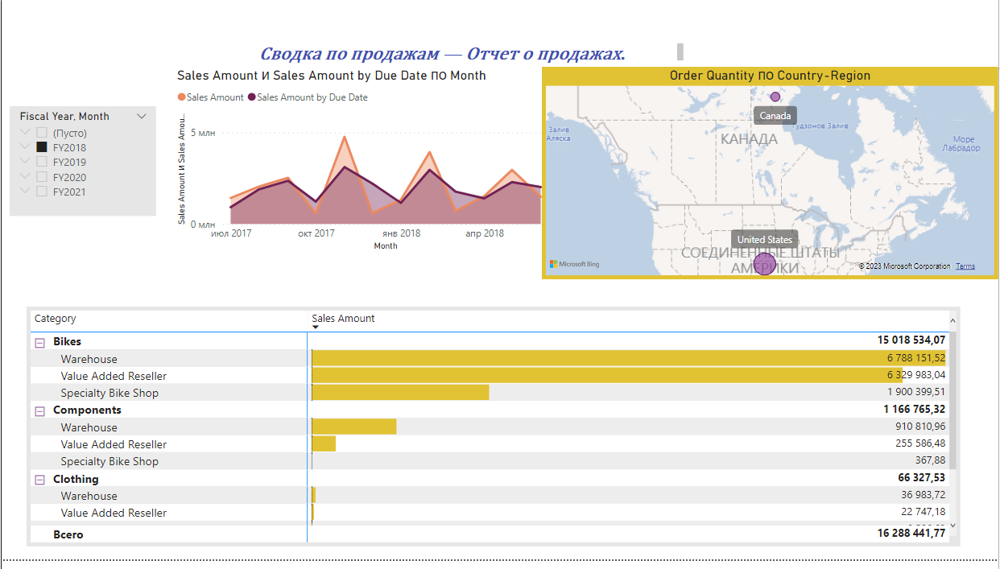 Сводка по продажам — Отчет о продажах.
Sales Amount И Sales Amount by Due Date ПО Month
Sales Amount
Sales Amount by Due Date
Sales Amount И Sales Amou...
5 млн
0 млн
июл 2017
окт 2017
янв 2018
апр 2018
Month
Fiscal Year, Month
(Пусто)
FY2018
FY2019
FY2020
FY2021
Order Quantity ПО Country-Region
Canada
Залив
Аляска
КАНАДА
Гудзонов Залив
Море
Лабрадор
United States
СОЕДИНЕННЫЕ ШТАТЫ
АМЕРИКИ
Microsoft Bing
© 2023 Microsoft Corporation Terms
Category Sales Amount
Bikes 15 018 534,07
Warehouse 6 788 151,52
Value Added Reseller 6 329 983,04
Specialty Bike Shop 1 900 399,51
Components 1 166 765,32
Warehouse 910 810,96
Value Added Reseller 255 586,48
Specialty Bike Shop 367,88
Clothing 66 327,53
Warehouse 36 983,72
Value Added Reseller 22 747,18
Всего 16 288 441,77